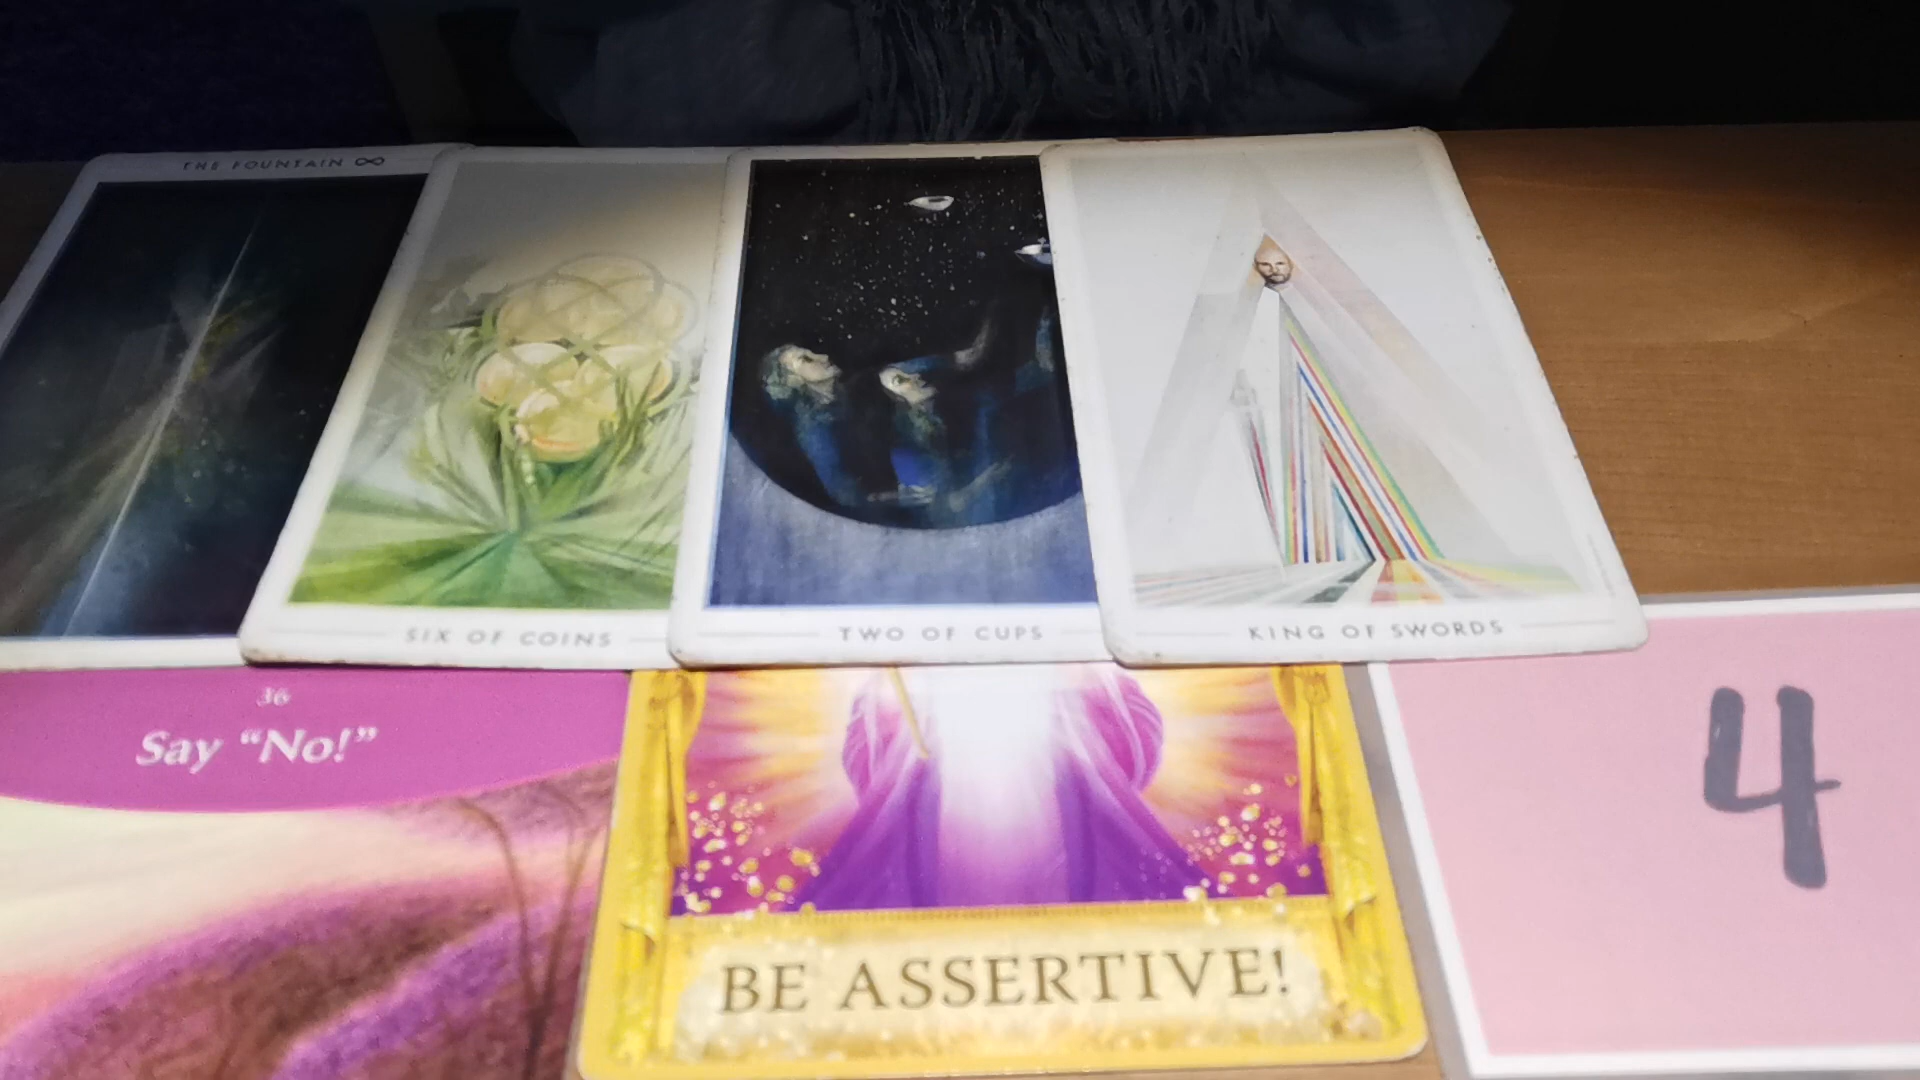 THE FOUNTAIN ∞
SIX OF COINS
TWO OF CUPS
KING OF SWORDS
36
Say “No!”
BE ASSERTIVE!
4